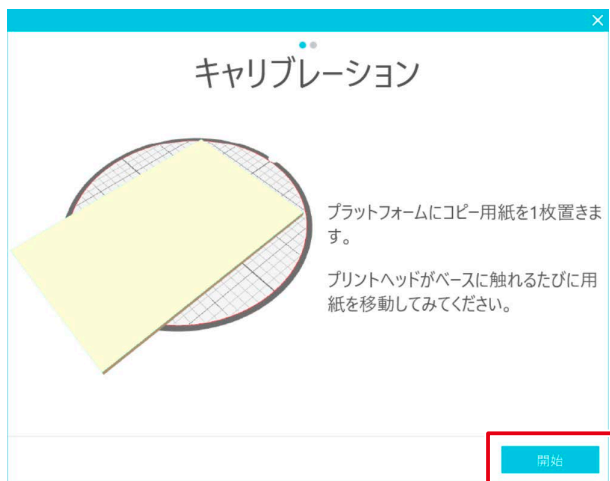 キャリブレーション
プラットフォームにコピー用紙を1枚置きま
す。
プリントヘッドがベースに触れるたびに用
紙を移動してみてください。
開始